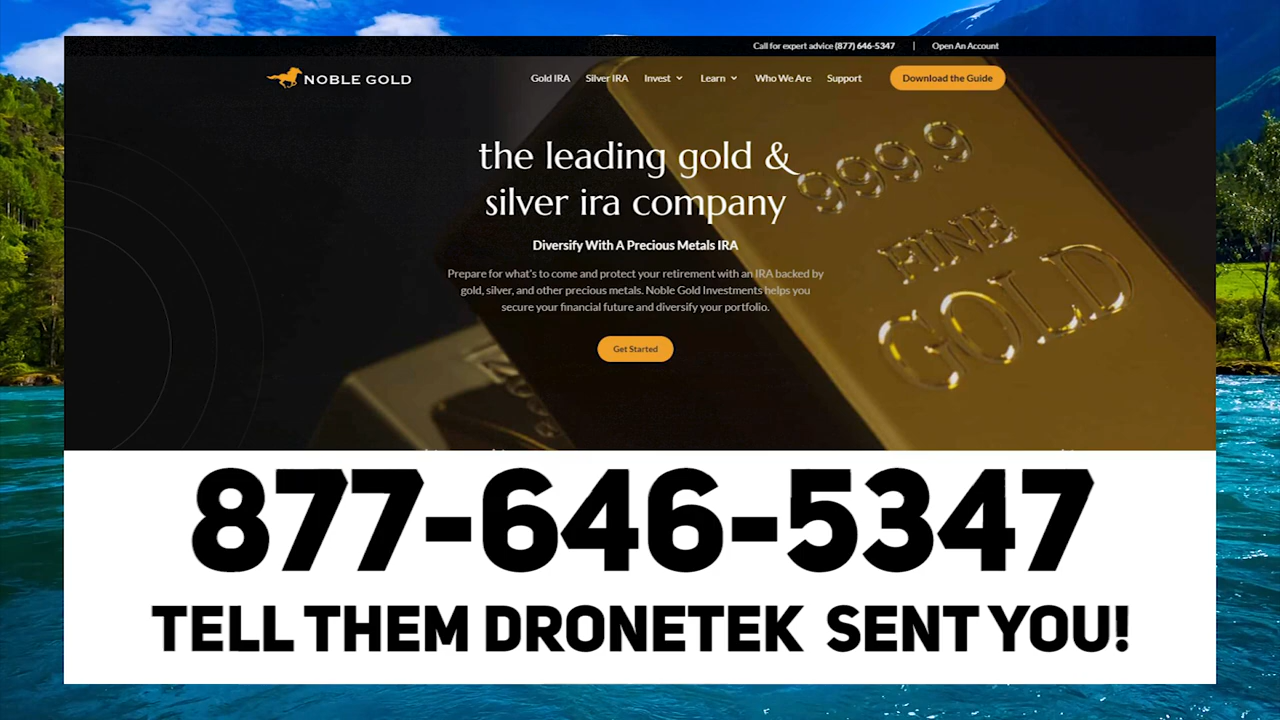 Call for expert advice (877) 646-5347 | Open An Account
NOBLE GOLD Gold IRA Silver IRA Invest Learn Who We Are Support Download the Guide
the leading gold &
silver ira company
Diversify With A Precious Metals IRA
Prepare for what's to come and protect your retirement with an IRA backed by
gold, silver, and other precious metals. Noble Gold Investments helps you
secure your financial future and diversify your portfolio.
Get Started
999.9
FINE
GOLD
877-646-5347
TELL THEM DRONETEK SENT YOU!